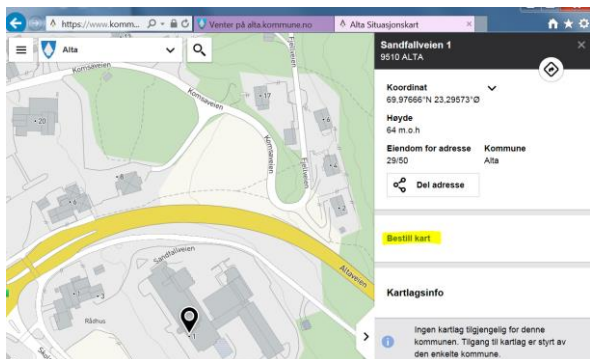 https://www.komm...
Venter på alta.kommune.no
Alta Situasjonskart
Alta
Sandfallveien 1
9510 ALTA
Koordinat
69,97666°N 23,29573°Ø
Høyde
64 m.o.h
Eiendom for adresse
Kommune
29/50
Alta
Del adresse
Bestill kart
Kartlagsinfo
Ingen kartlag tilgjengelig for denne
kommunen. Tilgang til kartlag er styrt av
den enkelte kommune.
Komsaveien
Komsaveien
Fjellveien
Fjellveien
Altaveien
Sandfallveien
Rådhus
20
17
6
8
4
2
1
3
1